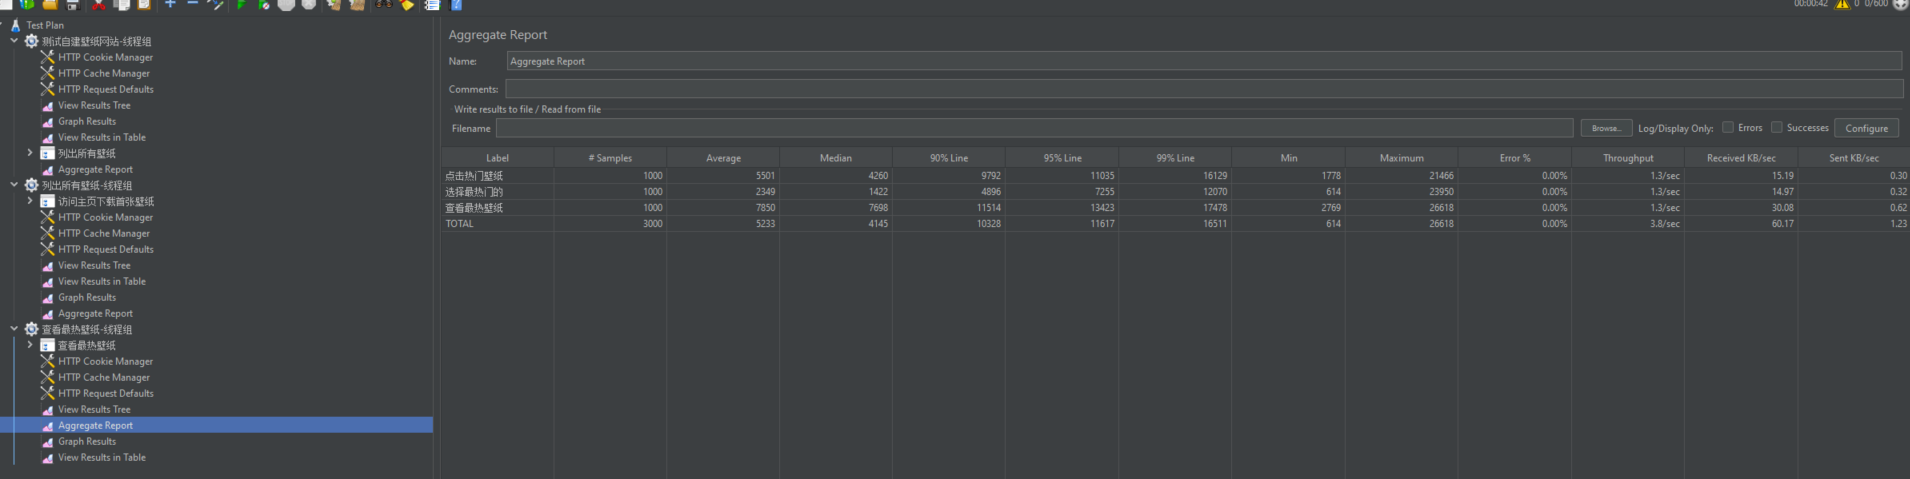 00:00:42 0 0/600
Test Plan
测试自建壁纸网站-线程组
HTTP Cookie Manager
HTTP Cache Manager
HTTP Request Defaults
View Results Tree
Graph Results
View Results in Table
列出所有壁纸
Aggregate Report
列出所有壁纸-线程组
访问主页下载首张壁纸
HTTP Cookie Manager
HTTP Cache Manager
HTTP Request Defaults
View Results Tree
View Results in Table
Graph Results
Aggregate Report
查看最热壁纸-线程组
查看最热壁纸
HTTP Cookie Manager
HTTP Cache Manager
HTTP Request Defaults
View Results Tree
Aggregate Report
Graph Results
View Results in Table
Aggregate Report
Name: Aggregate Report
Comments:
Write results to file / Read from file
Filename Browse... Log/Display Only: Errors Successes Configure
Label # Samples Average Median 90% Line 95% Line 99% Line Min Maximum Error % Throughput Received KB/sec Sent KB/sec
点击热门壁纸 1000 5501 4260 9792 11035 16129 1778 21466 0.00% 1.3/sec 15.19 0.30
选择最热门的 1000 2349 1422 4896 7255 12070 614 23950 0.00% 1.3/sec 14.97 0.32
查看最热壁纸 1000 7850 7698 11514 13423 17478 2769 26618 0.00% 1.3/sec 30.08 0.62
TOTAL 3000 5233 4145 10328 11617 16511 614 26618 0.00% 3.8/sec 60.17 1.23